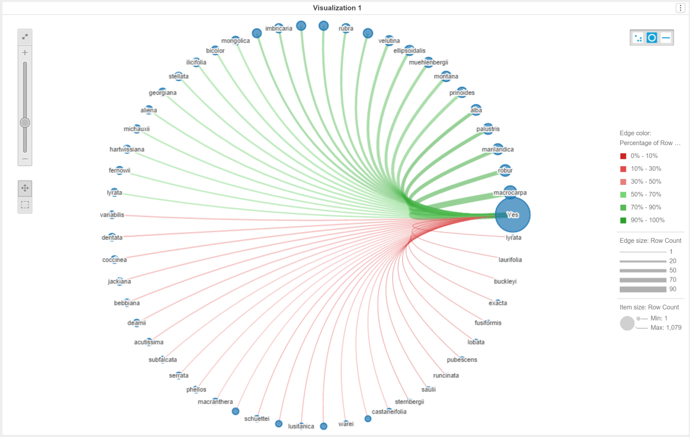 Visualization 1
imbricaria
rubra
mongolica
velutina
bicolor
ellipsoidalis
ilicifolia
muehlenbergii
stellata
montana
georgiana
prinoides
aliena
alba
michauxii
palustris
hartwissiana
marilandica
fernowii
robur
lyrata
macrocarpa
variabilis
Yes
dentata
lyrata
coccinea
laurifolia
jackiana
buckleyi
bebbiana
exacta
deamii
fusiformis
acutissima
lobata
subfalcata
pubescens
serrata
runcinata
phellos
saulii
macranthera
sternbergii
schuettei
castaneifolia
lusitanica
warei
Edge color:
Percentage of Row ...
0% - 10%
10% - 30%
30% - 50%
50% - 70%
70% - 90%
90% - 100%
Edge size: Row Count
1
20
50
70
90
Item size: Row Count
Min: 1
Max: 1,079